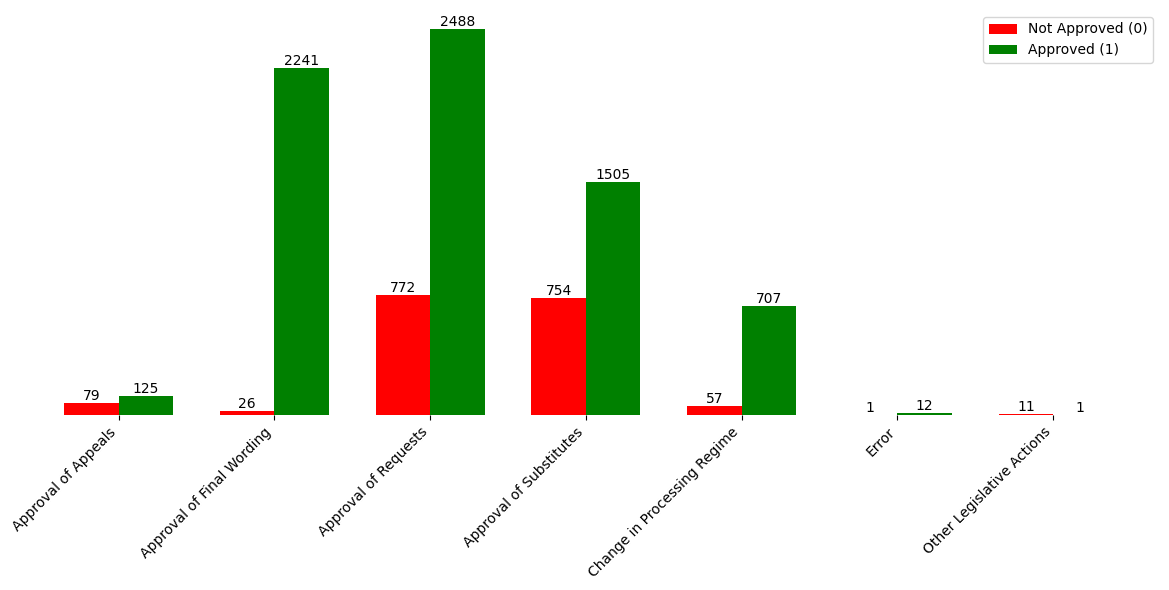 2488
Not Approved (0)
Approved (1)
2241
1505
772
754
707
79
125
26
57
1
12
11
1
Approval of Appeals
Approval of Final Wording
Approval of Requests
Approval of Substitutes
Change in Processing Regime
Error
Other Legislative Actions